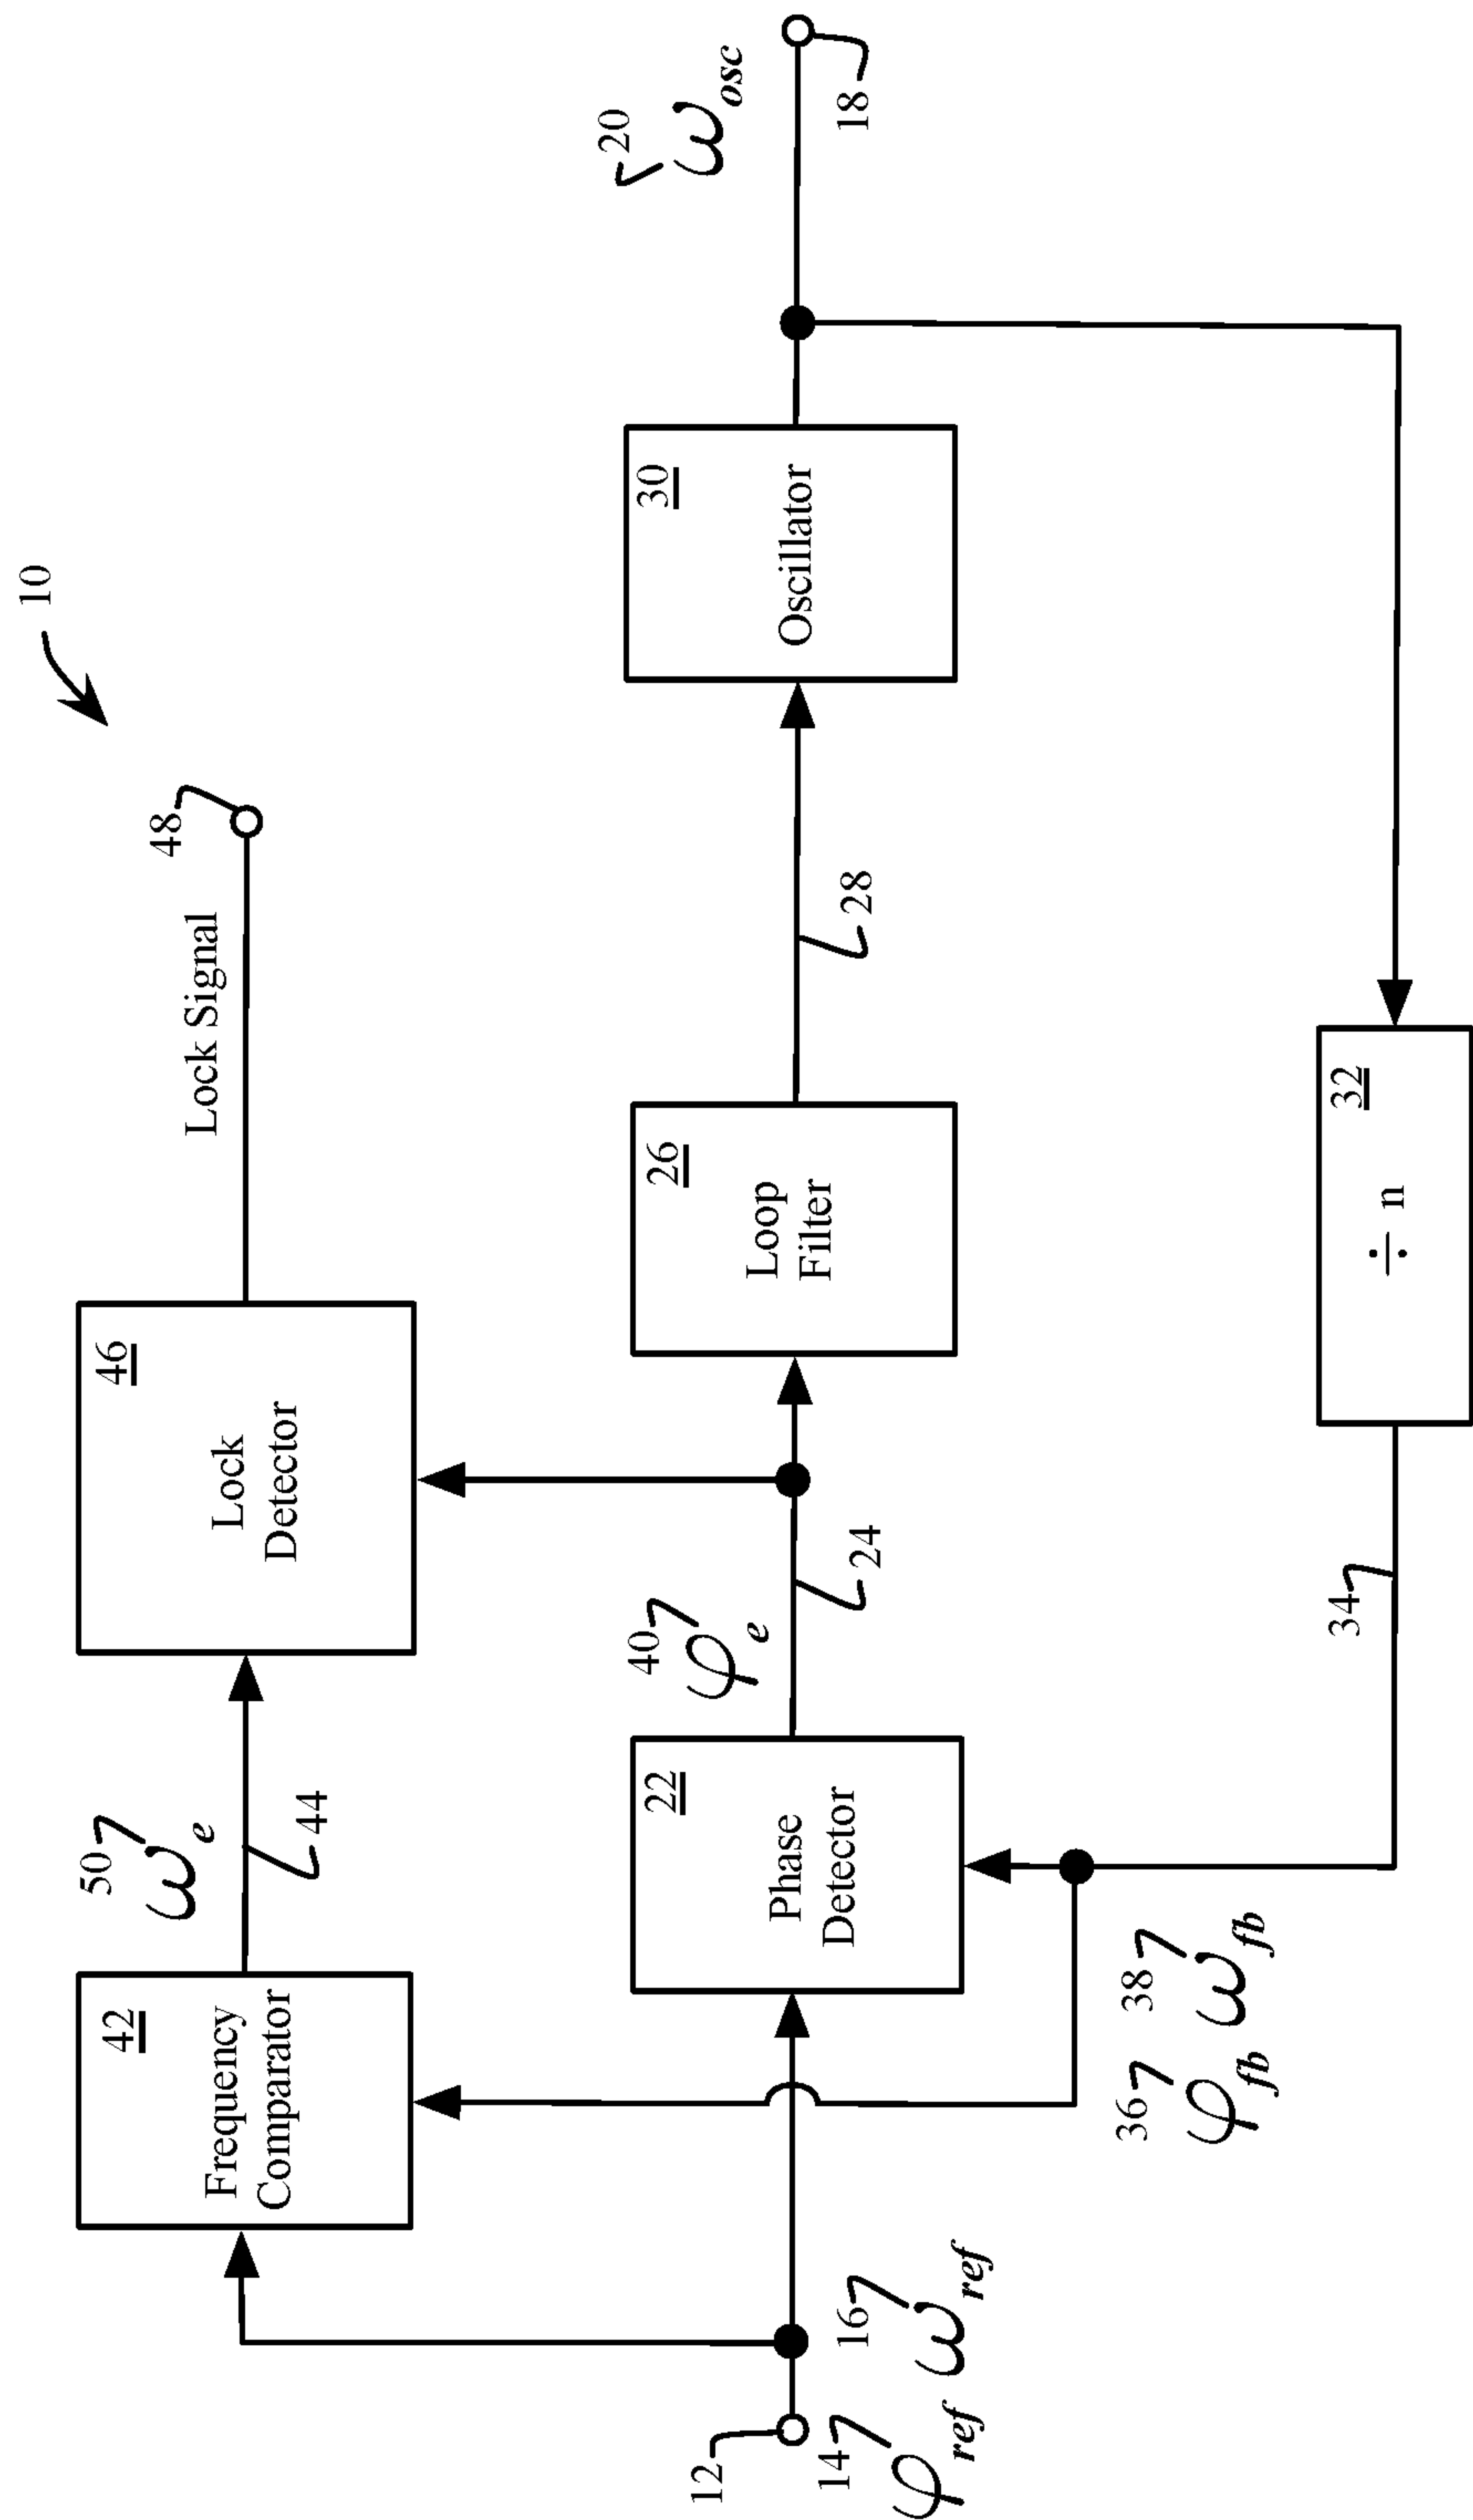 10
50
ωe
44
42
Frequency
Comparator
46
Lock
Detector
Lock Signal
48
12
14
φref
16
ωref
22
Phase
Detector
40
φe
24
26
Loop
Filter
28
30
Oscillator
20
ωosc
18
36
φfb
38
ωfb
34
32
÷ n